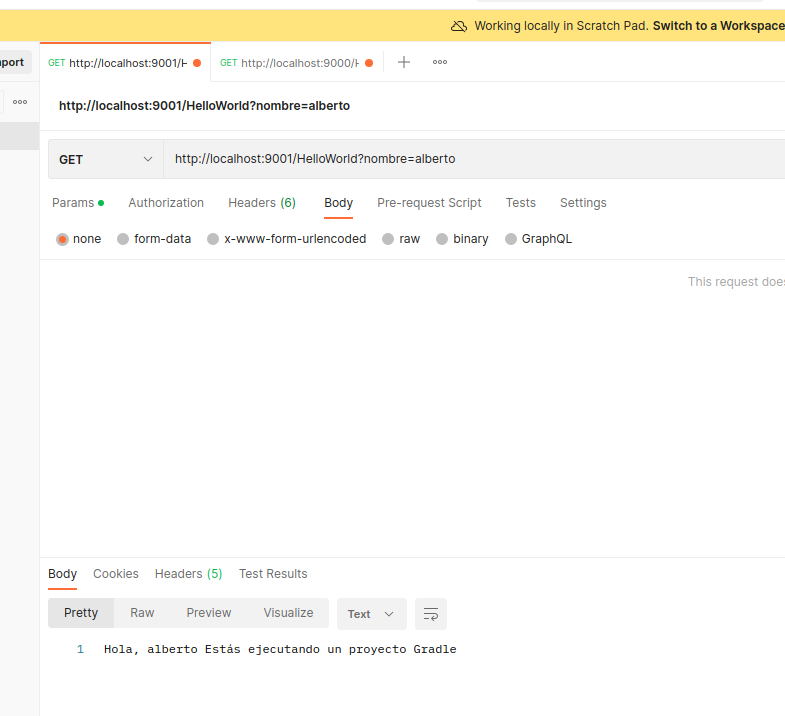 Working locally in Scratch Pad. Switch to a Workspace
port
GET http://localhost:9001/H
GET http://localhost:9000/H
http://localhost:9001/HelloWorld?nombre=alberto
GET http://localhost:9001/HelloWorld?nombre=alberto
Params Authorization Headers (6) Body Pre-request Script Tests Settings
none form-data x-www-form-urlencoded raw binary GraphQL
This request does
Body Cookies Headers (5) Test Results
Pretty Raw Preview Visualize Text
1 Hola, alberto Estás ejecutando un proyecto Gradle